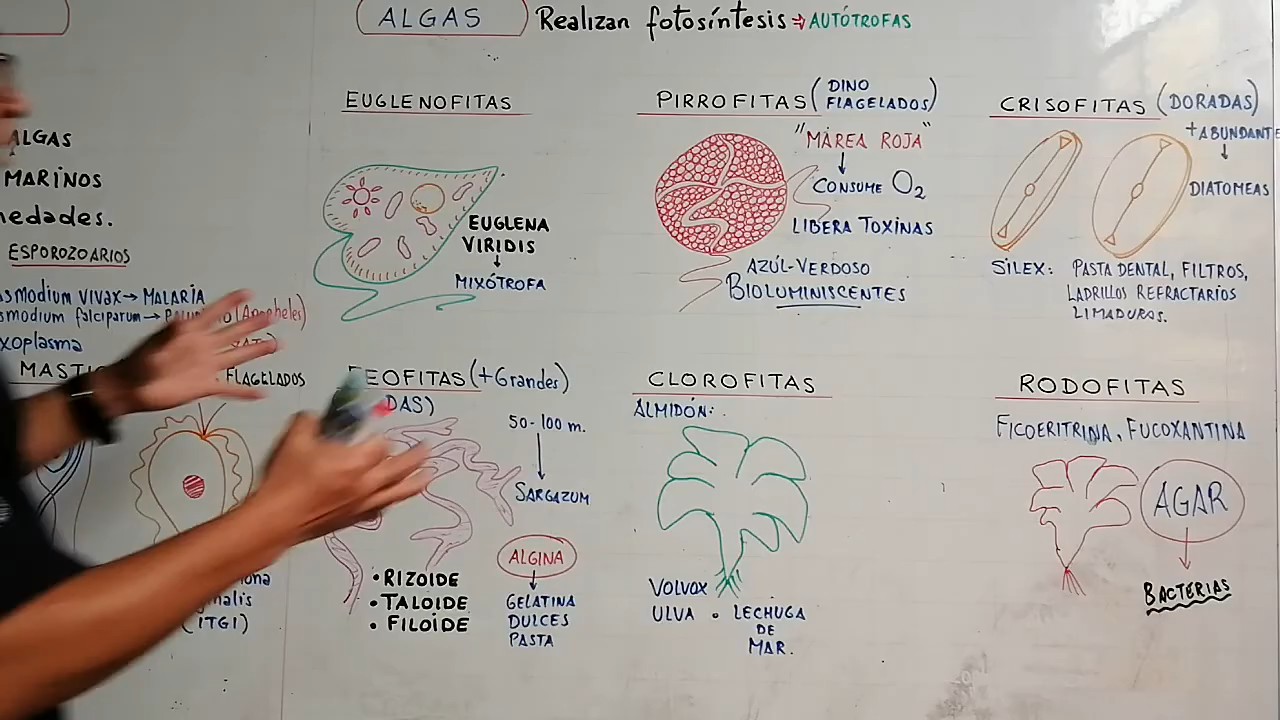 ALGAS
Realizan fotosíntesis → AUTÓTROFAS
ALGAS
MARINOS
ESPOROZOARIOS
VIVAX → MALARIA
falciparum →
(Anopheles)
FLAGELADOS
(ITGI)
EUGLENOFITAS
EUGLENA
VIRIDIS
↓
MIXÓTROFA
PIRROFITAS (DINO
FLAGELADOS)
"MAREA ROJA"
↓
CONSUME O2
LIBERA TOXINAS
AZÚL-VERDOSO
BIOLUMINISCENTES
CRISOFITAS (DORADAS)
+ABUNDANTE
↓
DIATOMEAS
SILEX: PASTA DENTAL, FILTROS,
LADRILLOS REFRACTARIOS
LIMADURAS.
(+Grandes)
50-100 m.
↓
SARGAZUM
ALGINA
↓
GELATINA
DULCES
PASTA
• RIZOIDE
• TALOIDE
• FILOIDE
CLOROFITAS
ALMIDÓN:
VOLVOX
ULVA • LECHUGA
DE
MAR.
RODOFITAS
FICOERITRINA, FUCOXANTINA
AGAR
↓
BACTERIAS